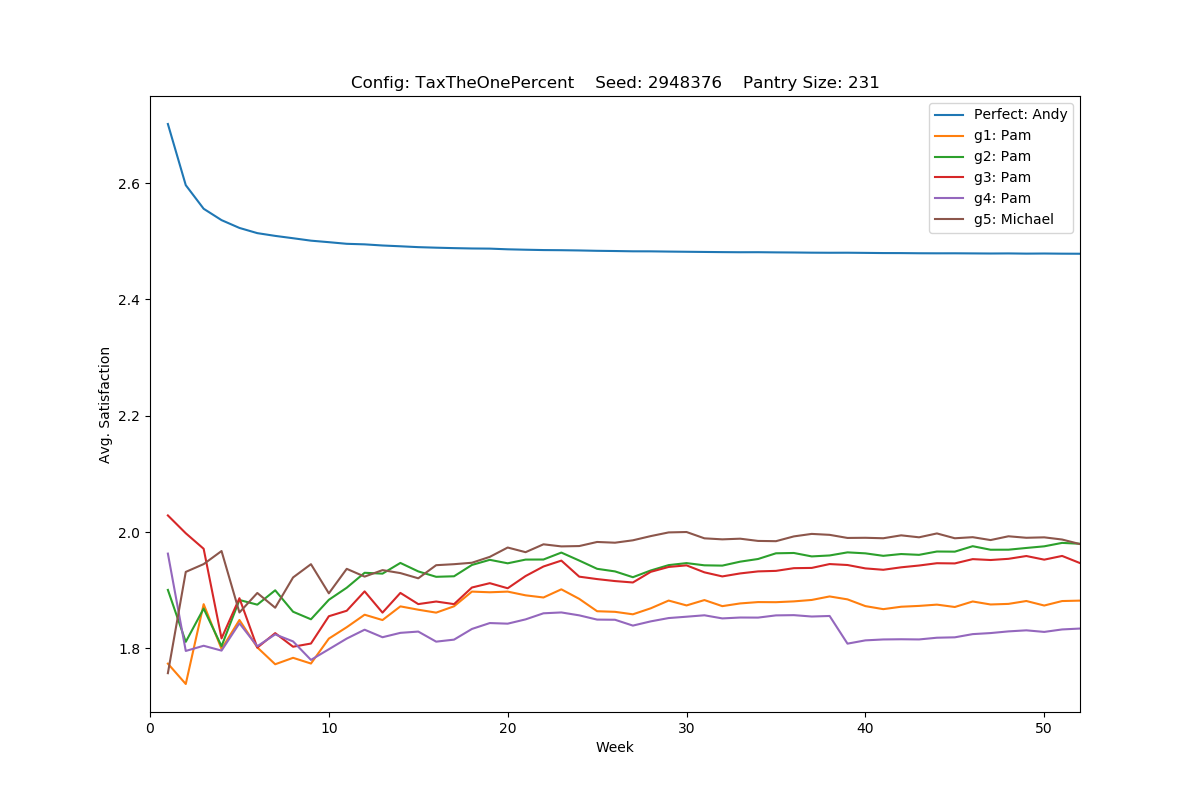 Config: TaxTheOnePercent    Seed: 2948376    Pantry Size: 231
Perfect: Andy
g1: Pam
g2: Pam
g3: Pam
g4: Pam
g5: Michael
2.6
2.4
2.2
2.0
1.8
Avg. Satisfaction
0 10 20 30 40 50
Week